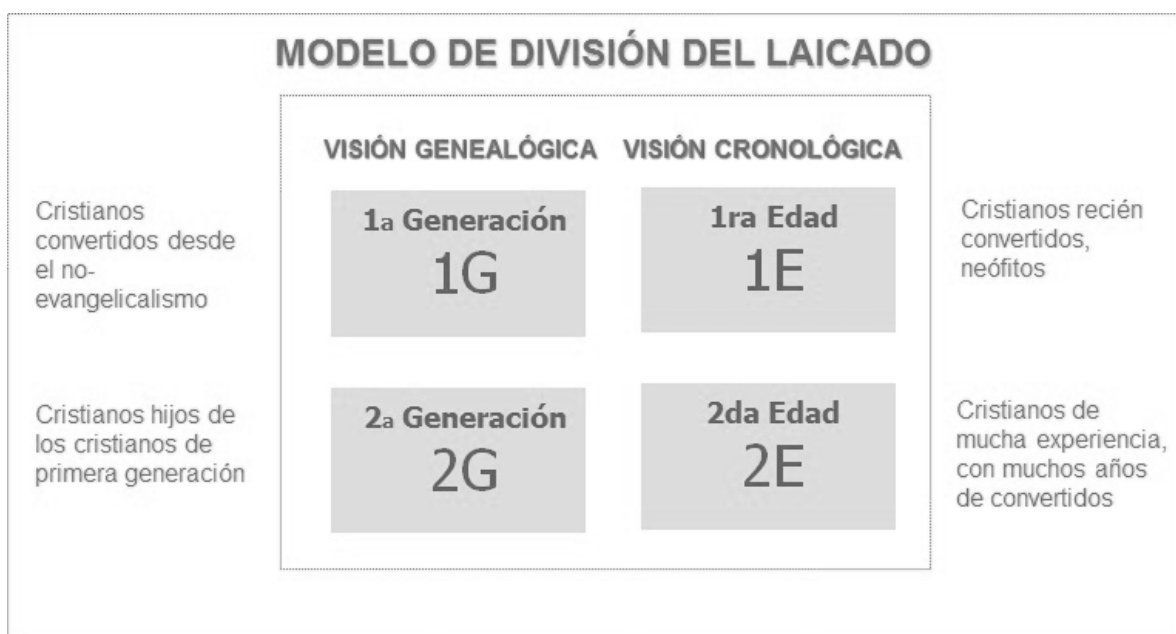 MODELO DE DIVISIÓN DEL LAICADO
VISIÓN GENEALÓGICA
VISIÓN CRONOLÓGICA
Cristianos
convertidos desde
el no-
evangelicalismo
1a Generación
1G
1ra Edad
1E
Cristianos recién
convertidos,
neófitos
Cristianos hijos de
los cristianos de
primera generación
2a Generación
2G
2da Edad
2E
Cristianos de
mucha experiencia,
con muchos años
de convertidos